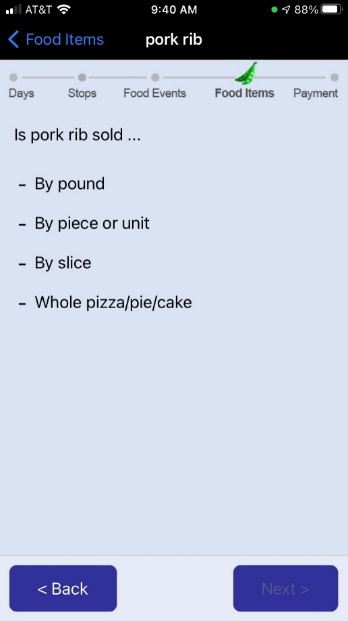 AT&T 9:40 AM 88%
Food Items pork rib
Days Stops Food Events Food Items Payment
Is pork rib sold ...
- By pound
- By piece or unit
- By slice
- Whole pizza/pie/cake
< Back Next >